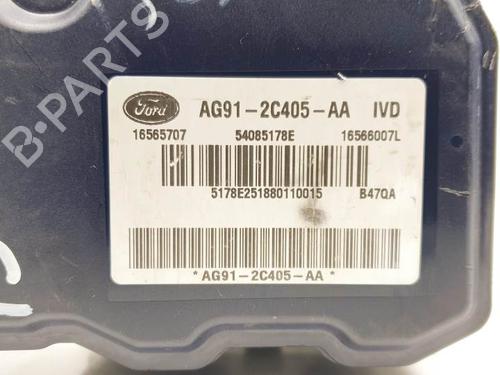 B-PARTS
Ford
AG91-2C405-AA IVD
16565707 54085178E 16566007L
5178E251880110015 B47QA
* AG91-2C405-AA *